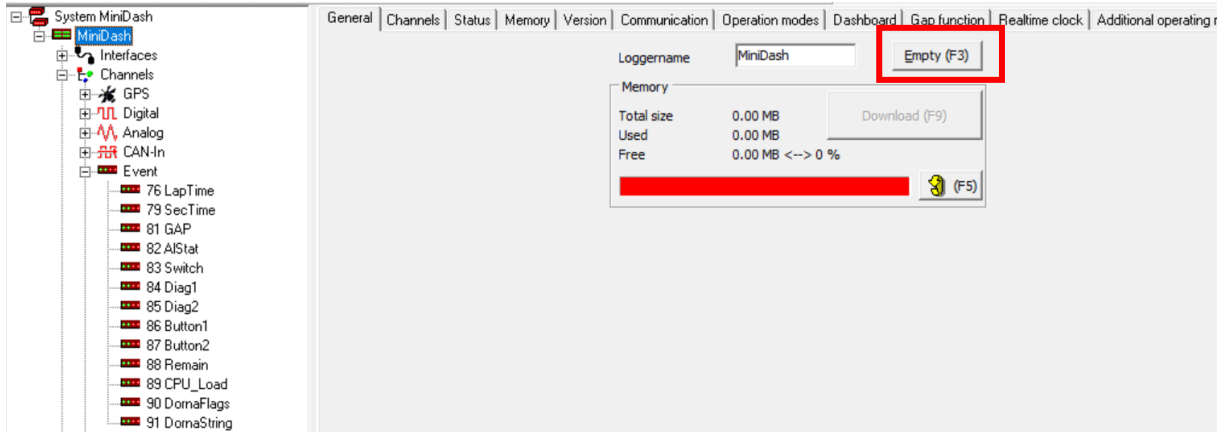 System MiniDash
MiniDash
Interfaces
Channels
GPS
Digital
Analog
CAN-In
Event
76 LapTime
79 SecTime
81 GAP
82 AlStat
83 Switch
84 Diag1
85 Diag2
86 Button1
87 Button2
88 Remain
89 CPU_Load
90 DornaFlags
91 DornaString
General Channels Status Memory Version Communication Operation modes Dashboard Gap function Realtime clock Additional operating
Loggername MiniDash Empty (F3)
Memory
Total size 0.00 MB Download (F9)
Used 0.00 MB
Free 0.00 MB <--> 0 %
(F5)